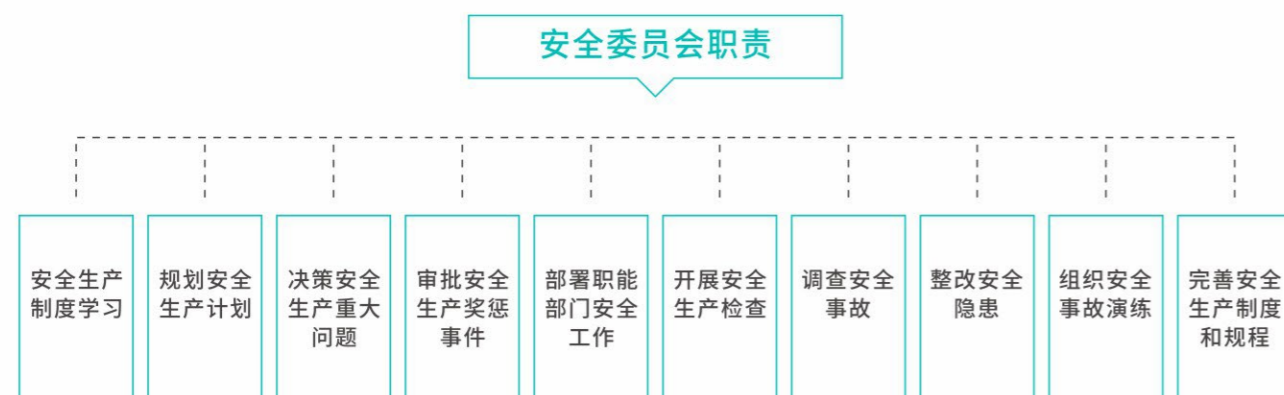 安全委员会职责
安全生产
制度学习
规划安全
生产计划
决策安全
生产重大
问题
审批安全
生产奖惩
事件
部署职能
部门安全
工作
开展安全
生产检查
调查安全
事故
整改安全
隐患
组织安全
事故演练
完善安全
生产制度
和规程